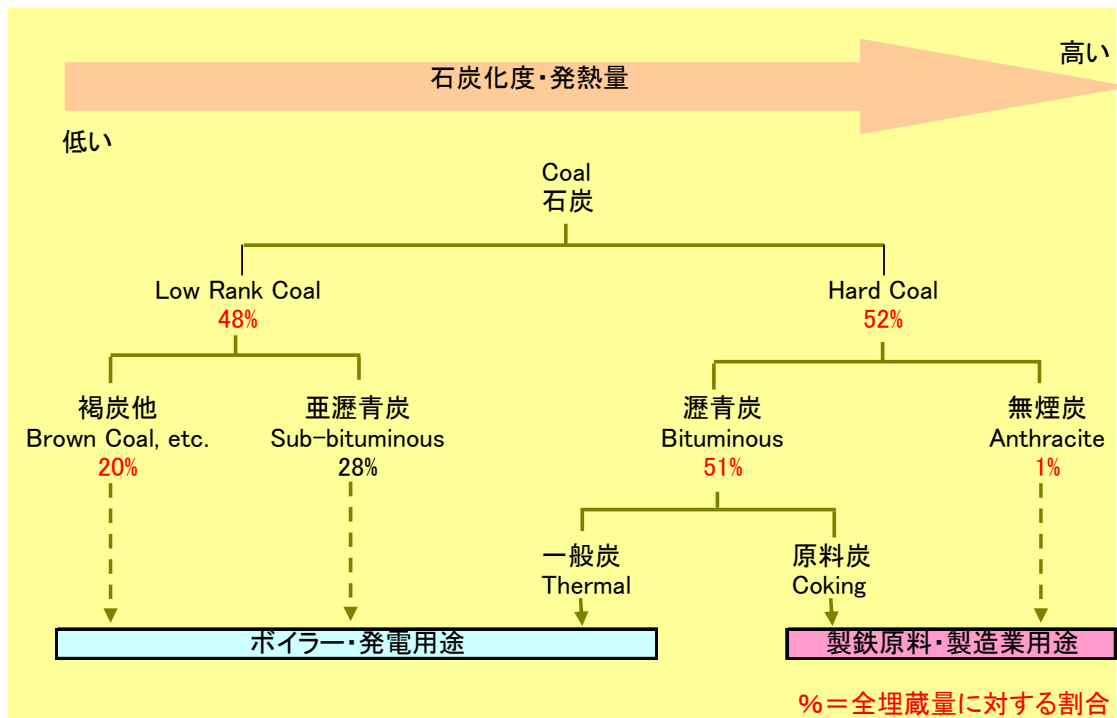 高い
石炭化度・発熱量
低い
Coal
石炭
Low Rank Coal
48%
Hard Coal
52%
褐炭他
Brown Coal, etc.
20%
亜瀝青炭
Sub-bituminous
28%
瀝青炭
Bituminous
51%
無煙炭
Anthracite
1%
一般炭
Thermal
原料炭
Coking
ボイラー・発電用途
製鉄原料・製造業用途
%=全埋蔵量に対する割合